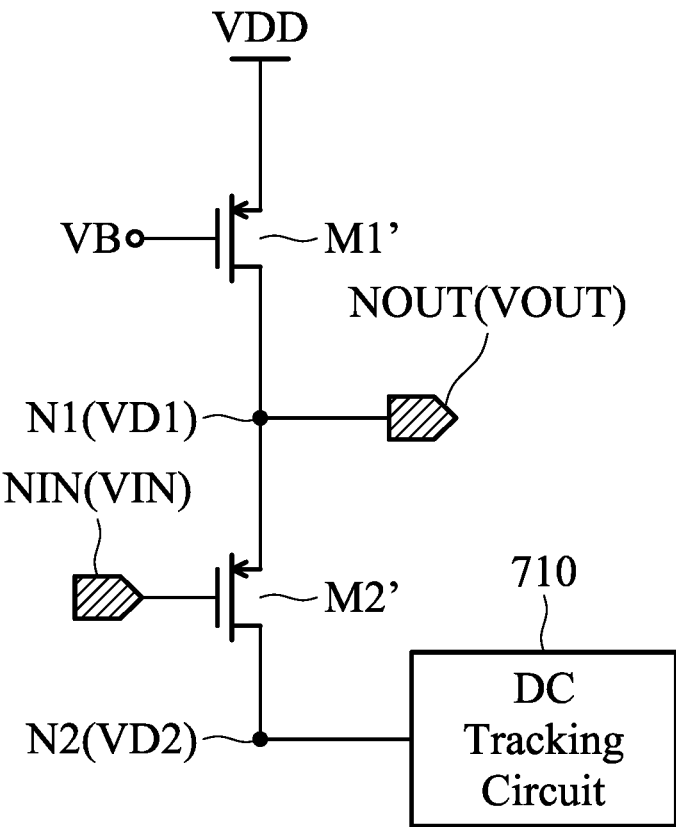 VDD
VB
M1’
NOUT(VOUT)
N1(VD1)
NIN(VIN)
M2’
710
N2(VD2)
DC
Tracking
Circuit